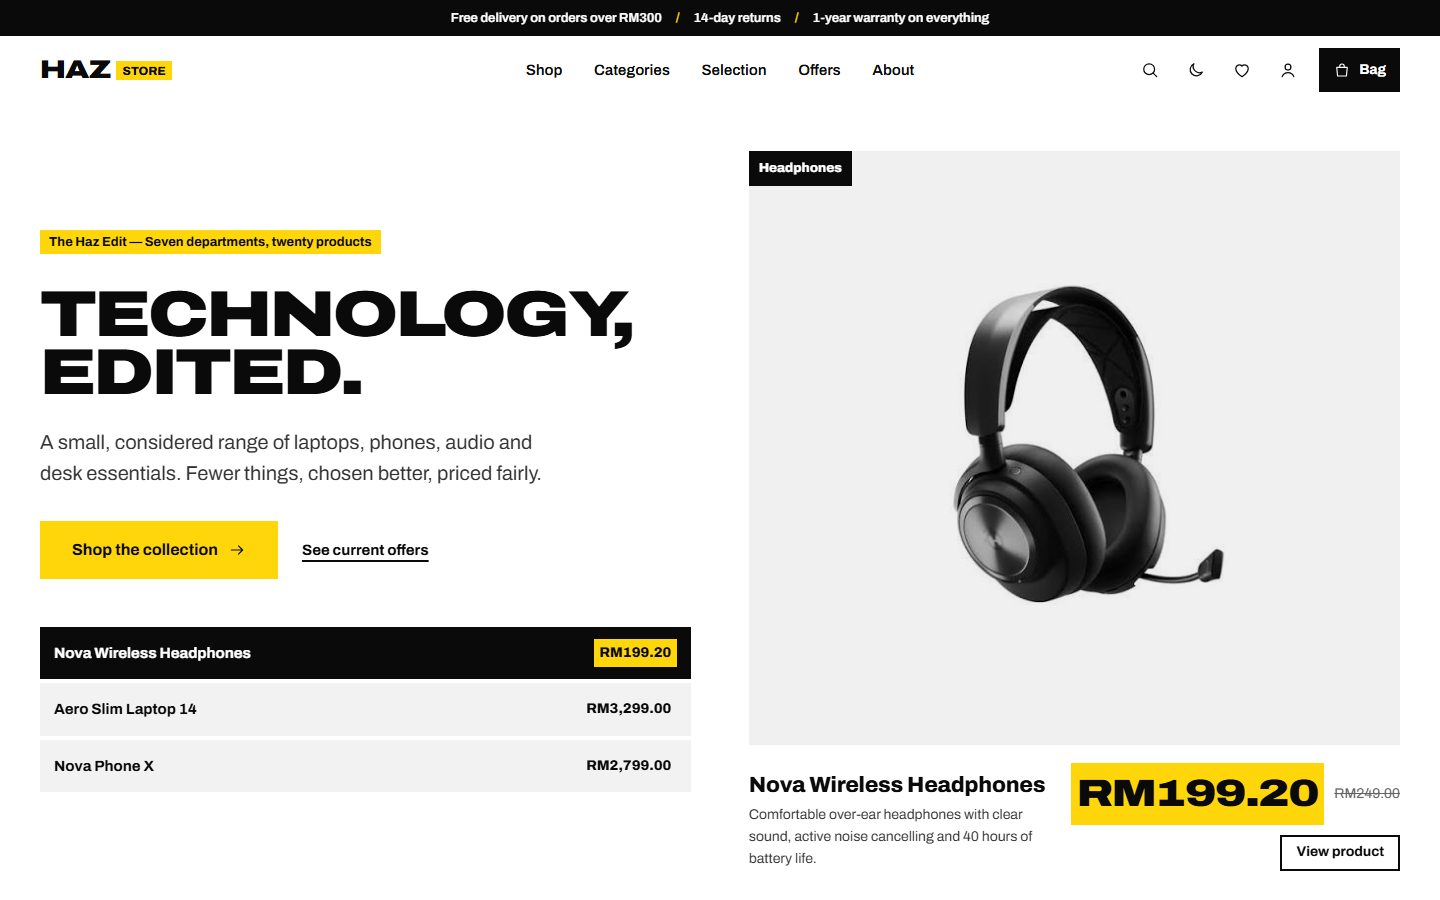 Free delivery on orders over RM300 / 14-day returns / 1-year warranty on everything
HAZ STORE
Shop Categories Selection Offers About
Bag
The Haz Edit — Seven departments, twenty products
TECHNOLOGY,
EDITED.
A small, considered range of laptops, phones, audio and
desk essentials. Fewer things, chosen better, priced fairly.
Shop the collection →
See current offers
Nova Wireless Headphones RM199.20
Aero Slim Laptop 14 RM3,299.00
Nova Phone X RM2,799.00
Headphones
Nova Wireless Headphones
Comfortable over-ear headphones with clear
sound, active noise cancelling and 40 hours of
battery life.
RM199.20 RM249.00
View product